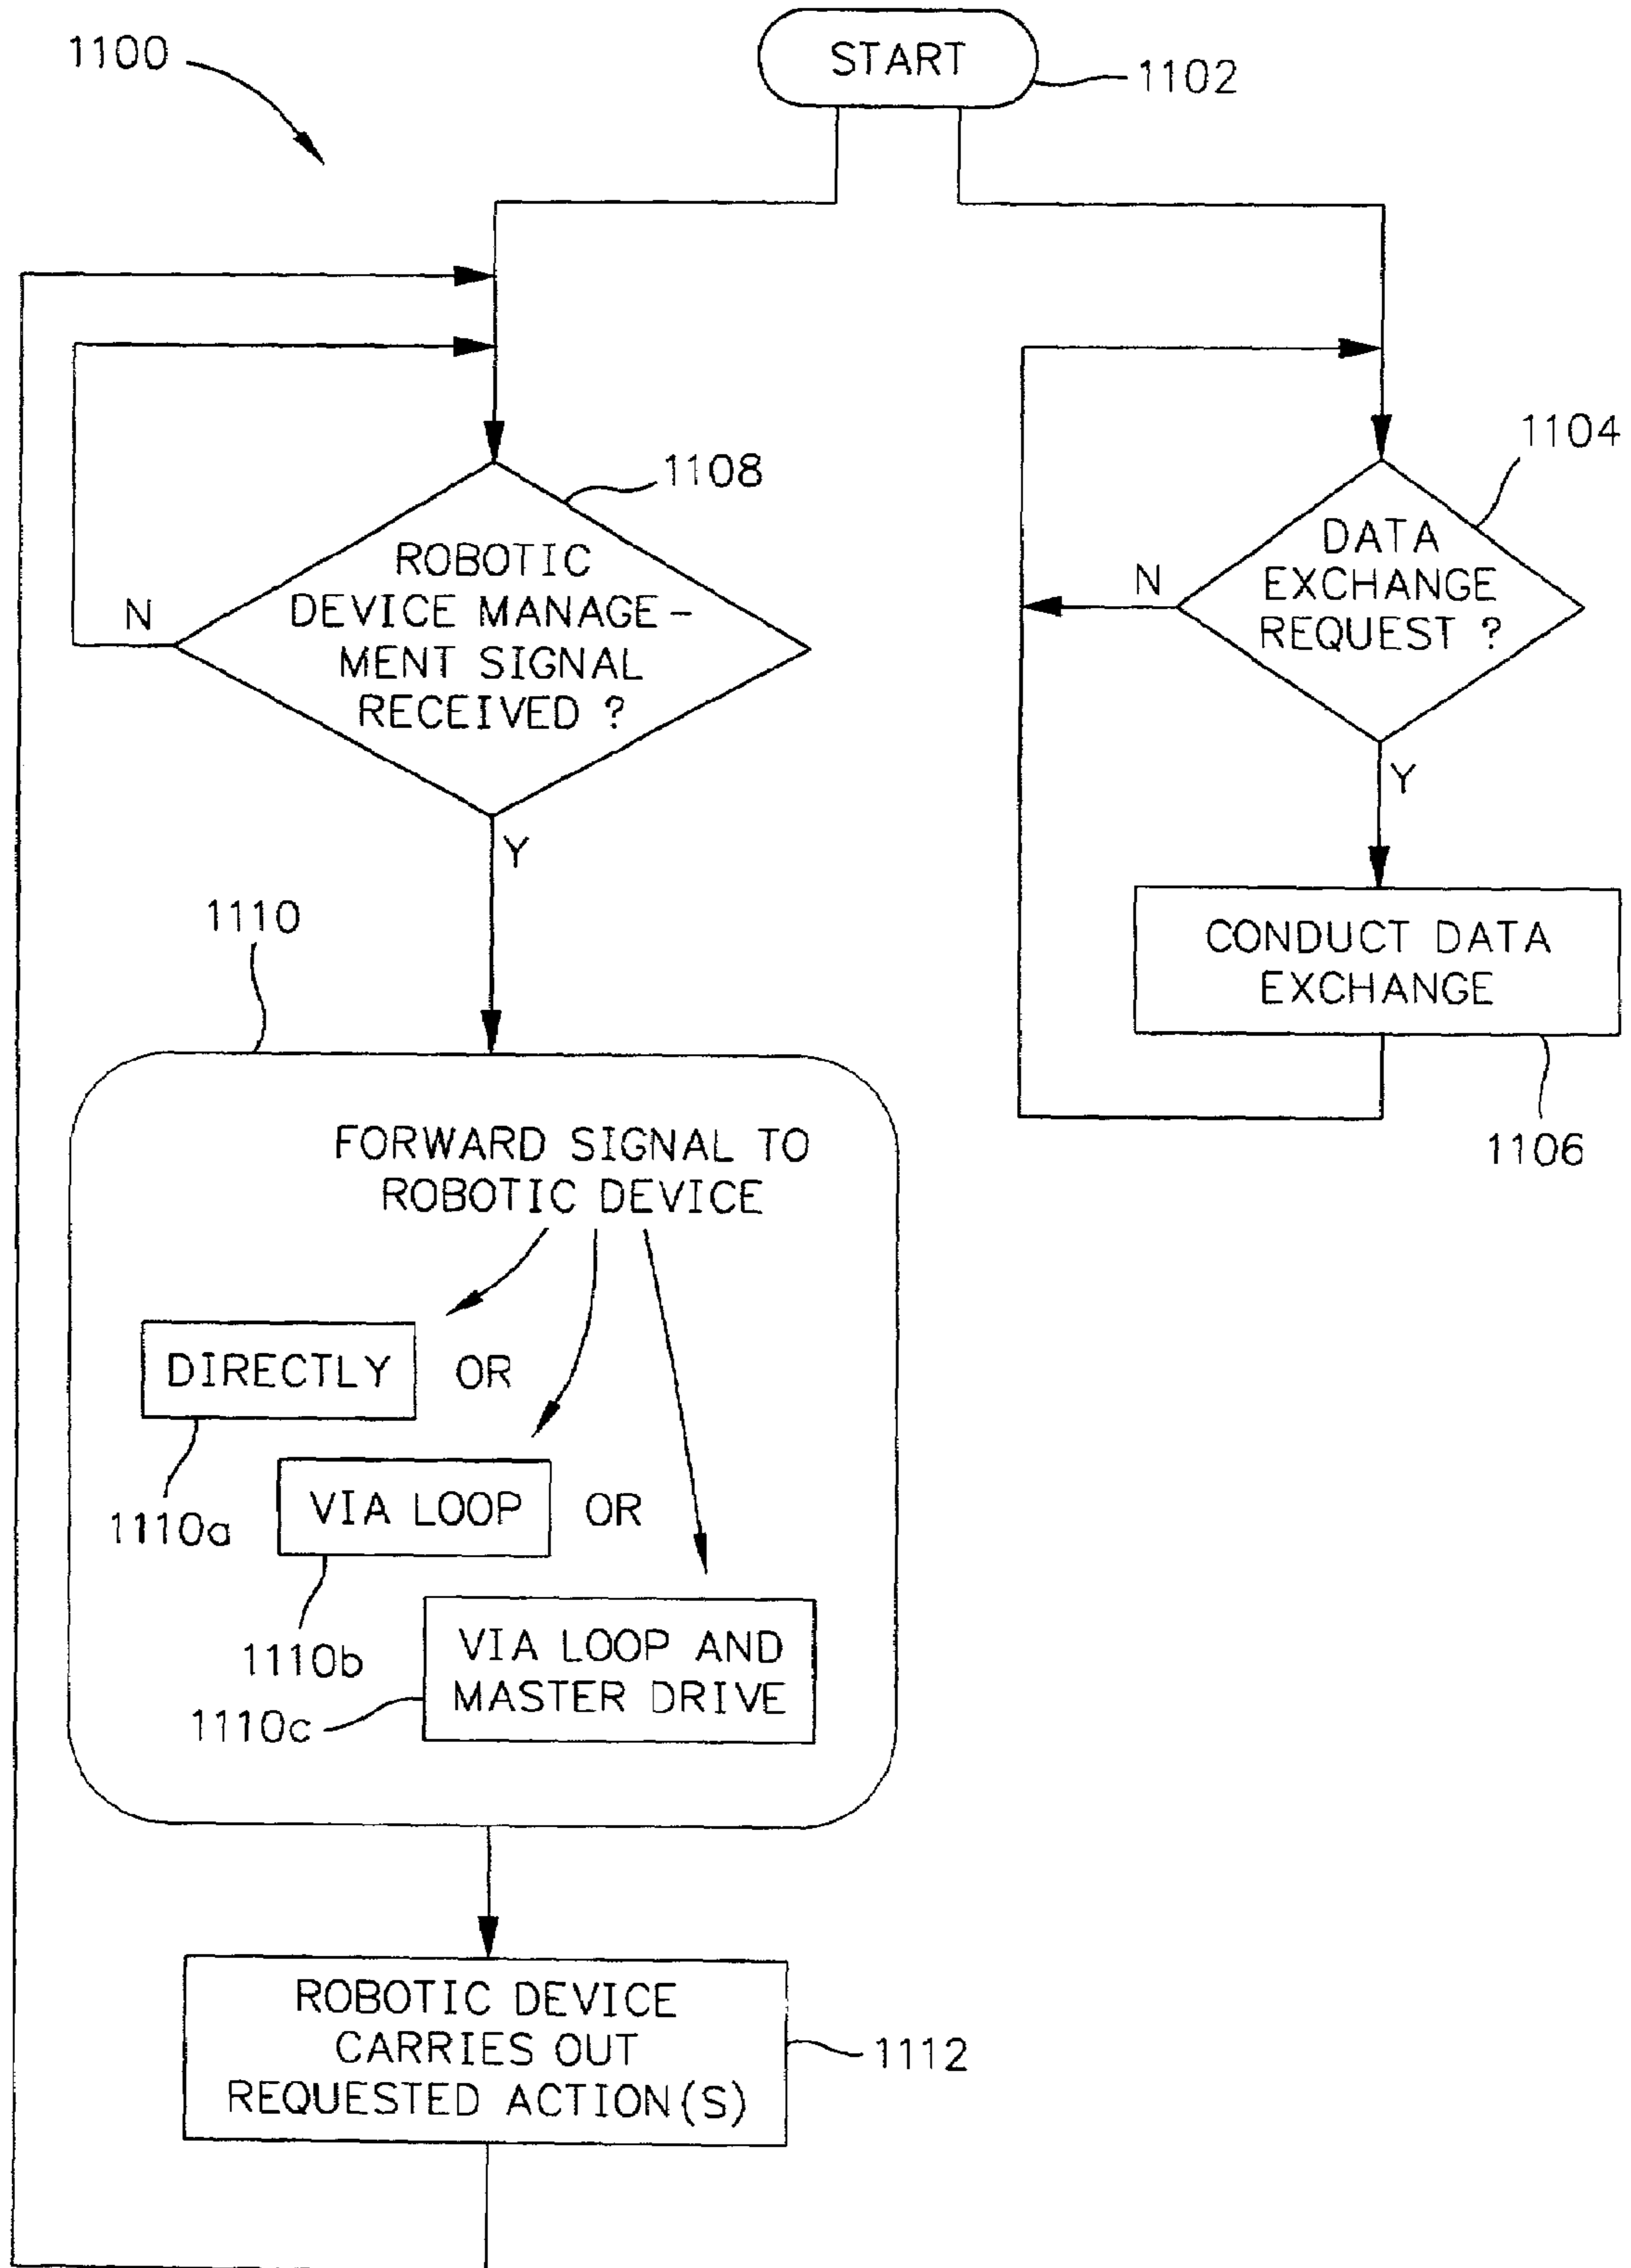 1100
START
1102
1104
1108
DATA
EXCHANGE
REQUEST ?
N
Y
ROBOTIC
DEVICE MANAGE-
MENT SIGNAL
RECEIVED ?
N
Y
CONDUCT DATA
EXCHANGE
1106
1110
FORWARD SIGNAL TO
ROBOTIC DEVICE
DIRECTLY OR
1110a
VIA LOOP OR
1110b
VIA LOOP AND
MASTER DRIVE
1110c
ROBOTIC DEVICE
CARRIES OUT
REQUESTED ACTION(S)
1112